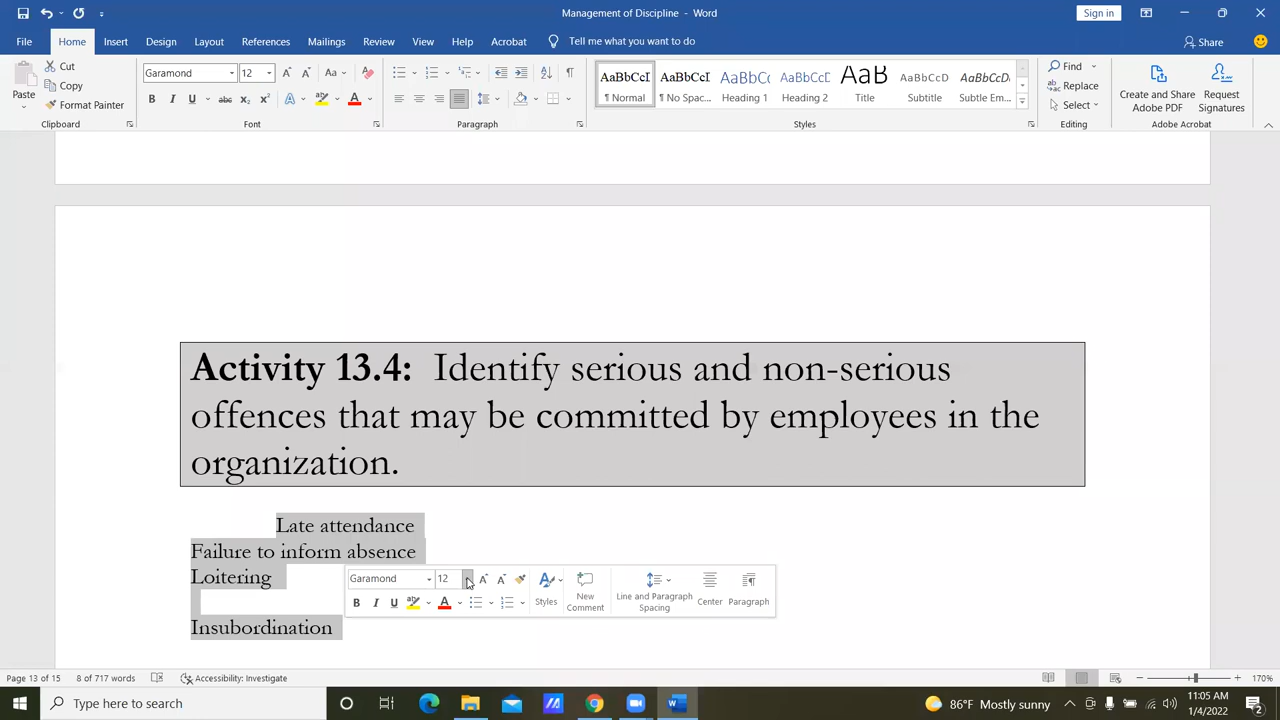 Management of Discipline - Word
Sign in
File Home Insert Design Layout References Mailings Review View Help Acrobat Tell me what you want to do Share
Paste
Cut
Copy
Format Painter
Clipboard
Garamond 12 Aa
B I U abc x₂ x² A A
Font
Paragraph
AaBbCcI AaBbCcI AaBbC AaBbCcI AaB AaBbCcD AaBbCcD
¶ Normal ¶ No Spac... Heading 1 Heading 2 Title Subtitle Subtle Em...
Styles
Find
Replace
Select
Editing
Create and Share Adobe PDF
Request Signatures
Adobe Acrobat
Activity 13.4: Identify serious and non-serious
offences that may be committed by employees in the
organization.
Late attendance
Failure to inform absence
Loitering
Insubordination
Garamond 12 A A
B I U A
Styles
New Comment
Line and Paragraph Spacing
Center
Paragraph
Page 13 of 15 8 of 717 words Accessibility: Investigate 170%
Type here to search
86°F Mostly sunny
11:05 AM
1/4/2022
2